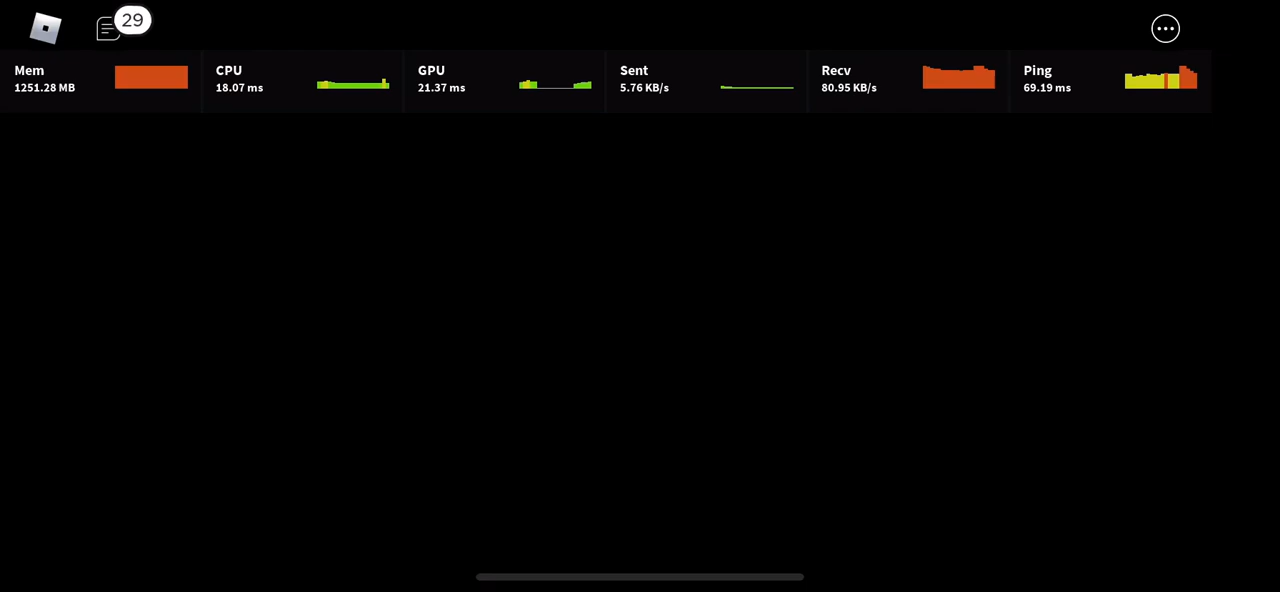 29
Mem
1251.28 MB
CPU
18.07 ms
GPU
21.37 ms
Sent
5.76 KB/s
Recv
80.95 KB/s
Ping
69.19 ms